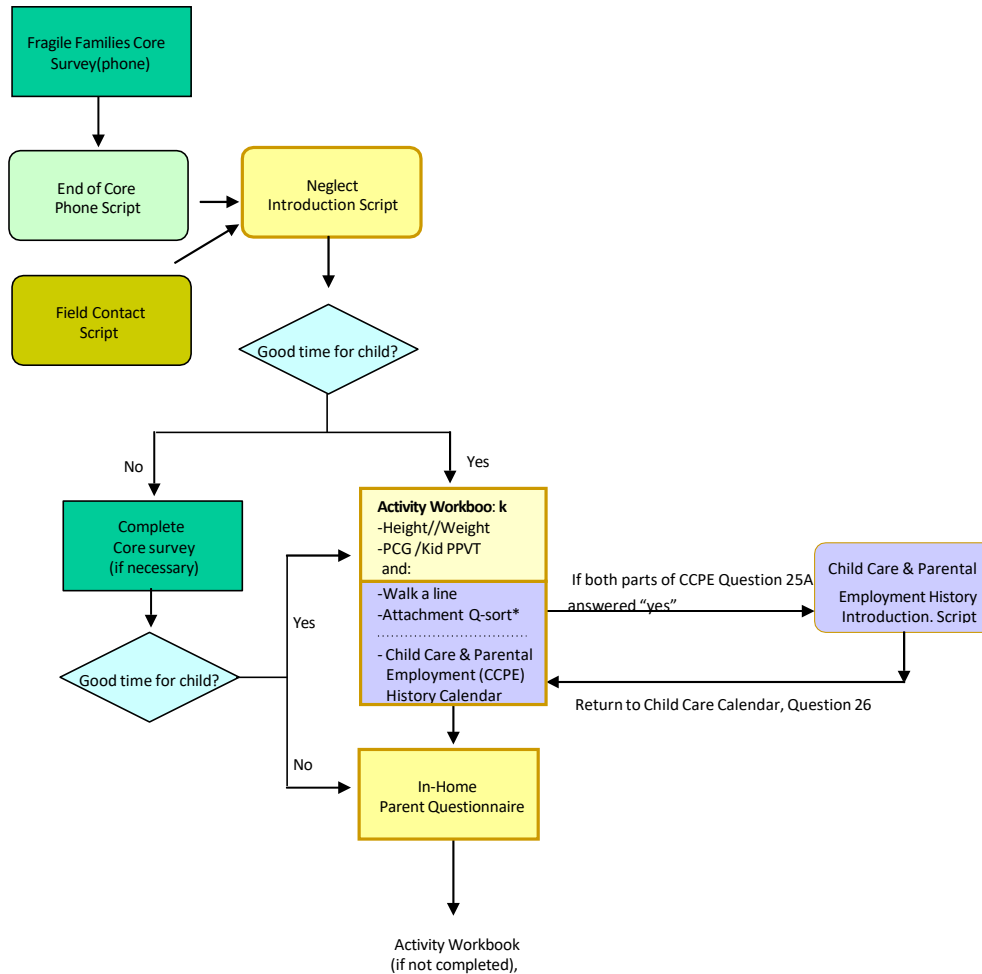 Fragile Families Core
Survey(phone)
End of Core
Phone Script
Neglect
Introduction Script
Field Contact
Script
Good time for child?
No
Yes
Complete
Core survey
(if necessary)
Activity Workboo: k
-Height//Weight
-PCG /Kid PPVT
and:
-Walk a line
-Attachment Q-sort*
................................
- Child Care & Parental
Employment (CCPE)
History Calendar
If both parts of CCPE Question 25A
answered “yes”
Child Care & Parental
Employment History
Introduction. Script
Return to Child Care Calendar, Question 26
Good time for child?
Yes
No
In-Home
Parent Questionnaire
Activity Workbook
(if not completed),